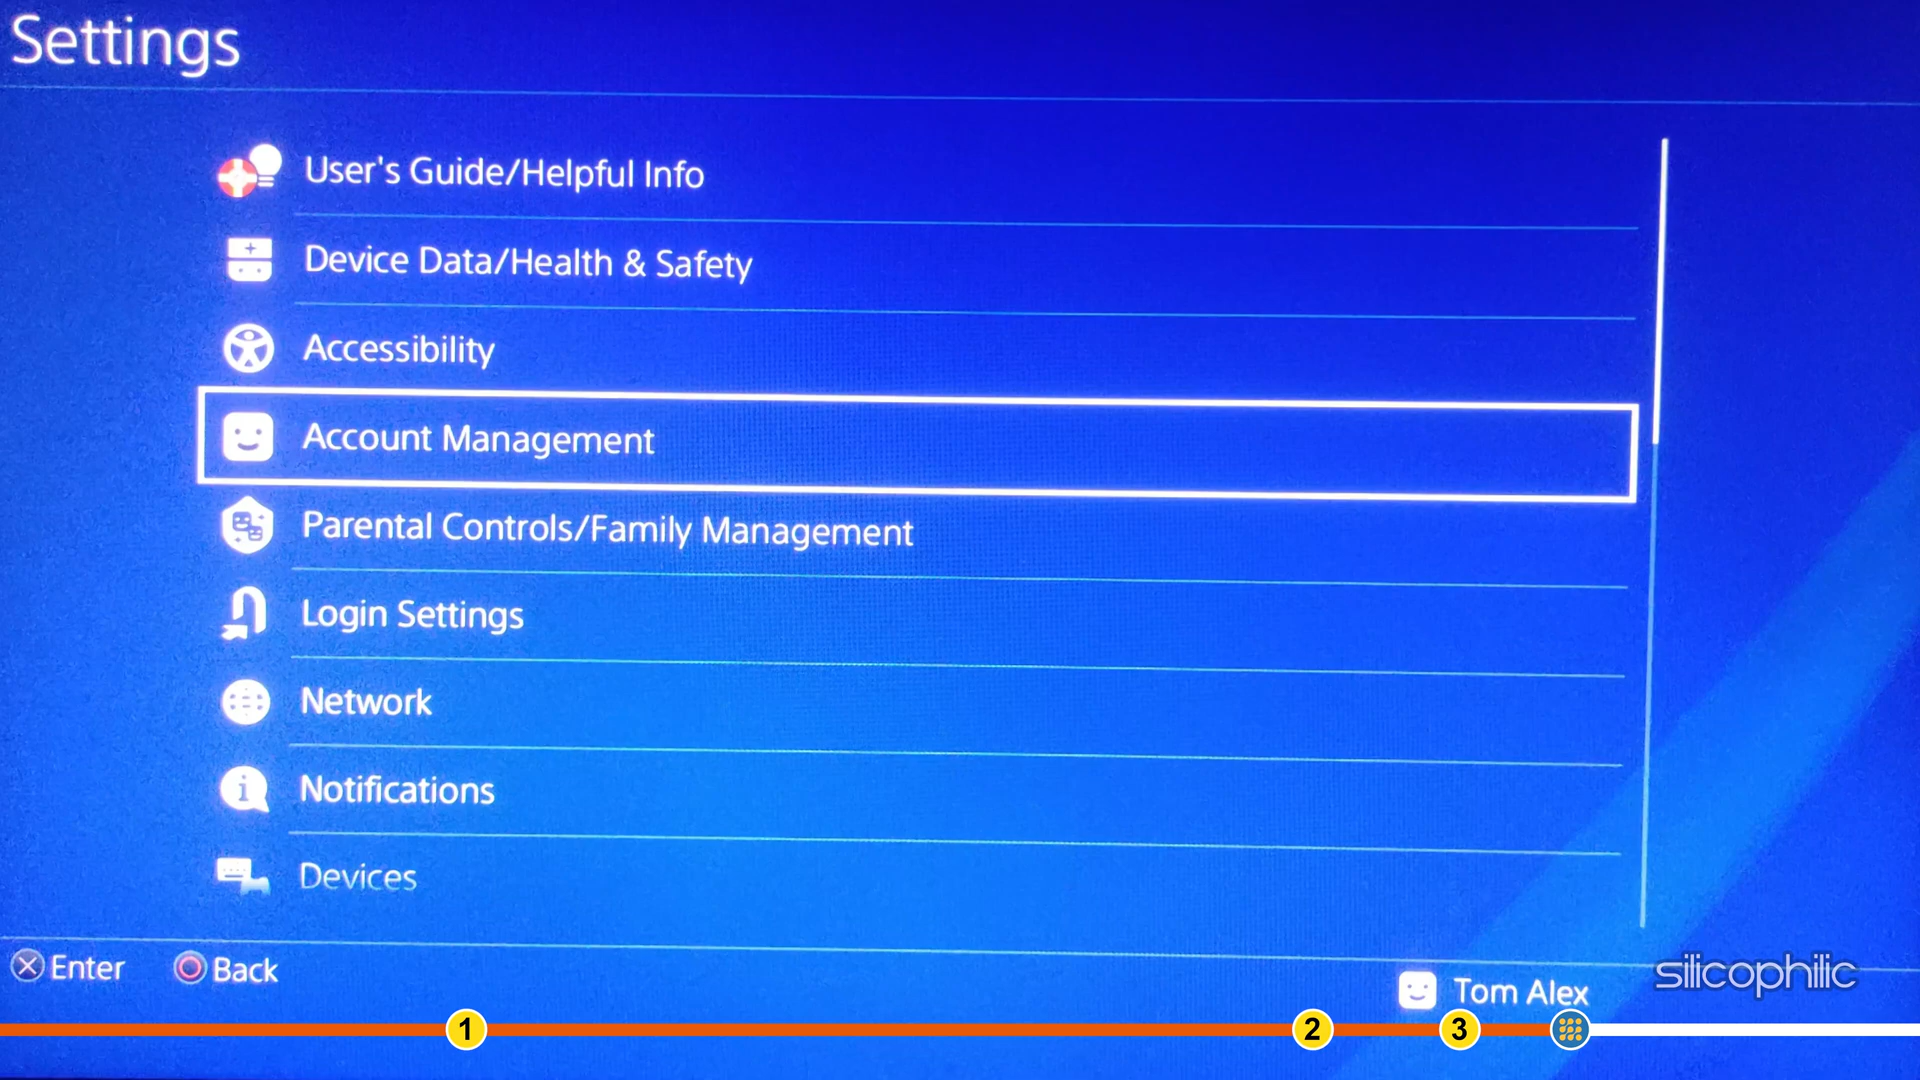 Settings
User's Guide/Helpful Info
Device Data/Health & Safety
Accessibility
Account Management
Parental Controls/Family Management
Login Settings
Network
Notifications
Devices
Enter
Back
Tom Alex
silicophilic
1
2
3